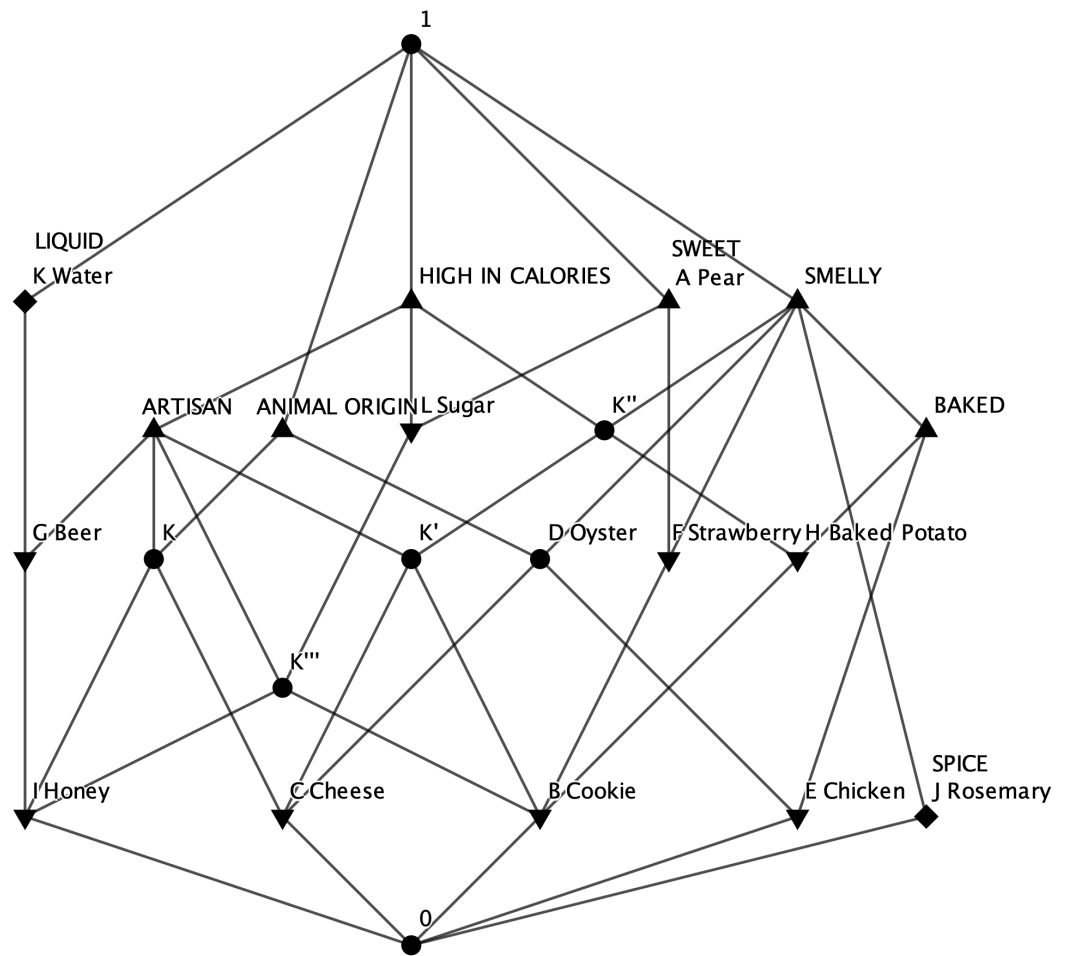 1
LIQUID
K Water
HIGH IN CALORIES
SWEET
A Pear
SMELLY
ARTISAN
ANIMAL ORIGIN
L Sugar
K''
BAKED
G Beer
K
K'
D Oyster
F Strawberry
H Baked Potato
K'''
I Honey
C Cheese
B Cookie
E Chicken
SPICE
J Rosemary
0